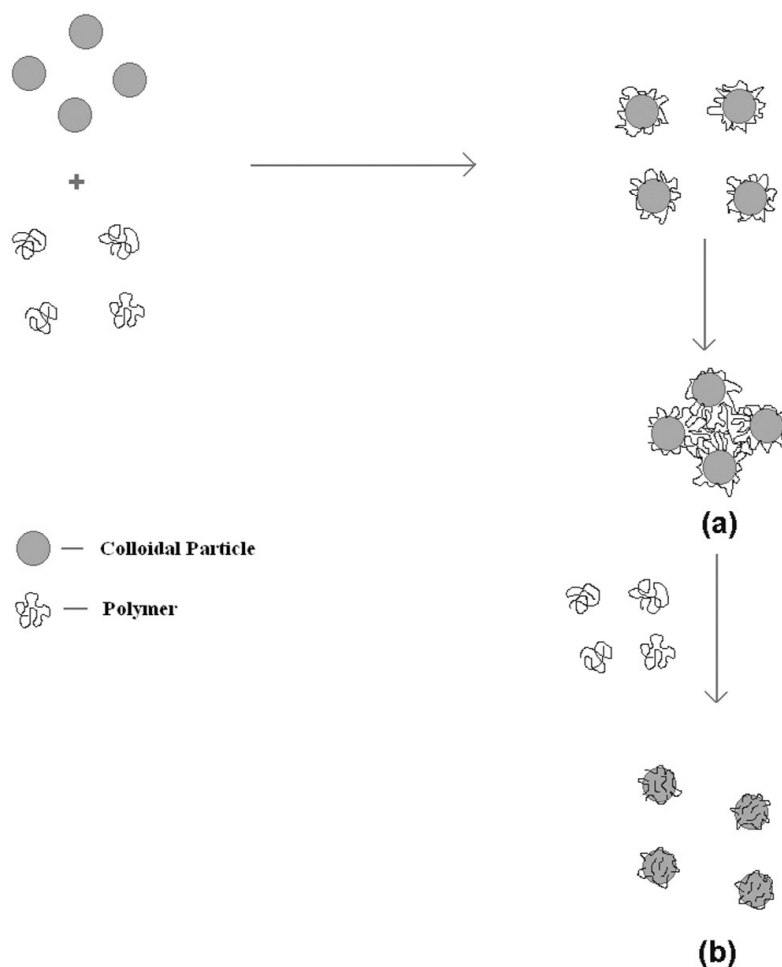 +
(a)
— Colloidal Particle
— Polymer
(b)